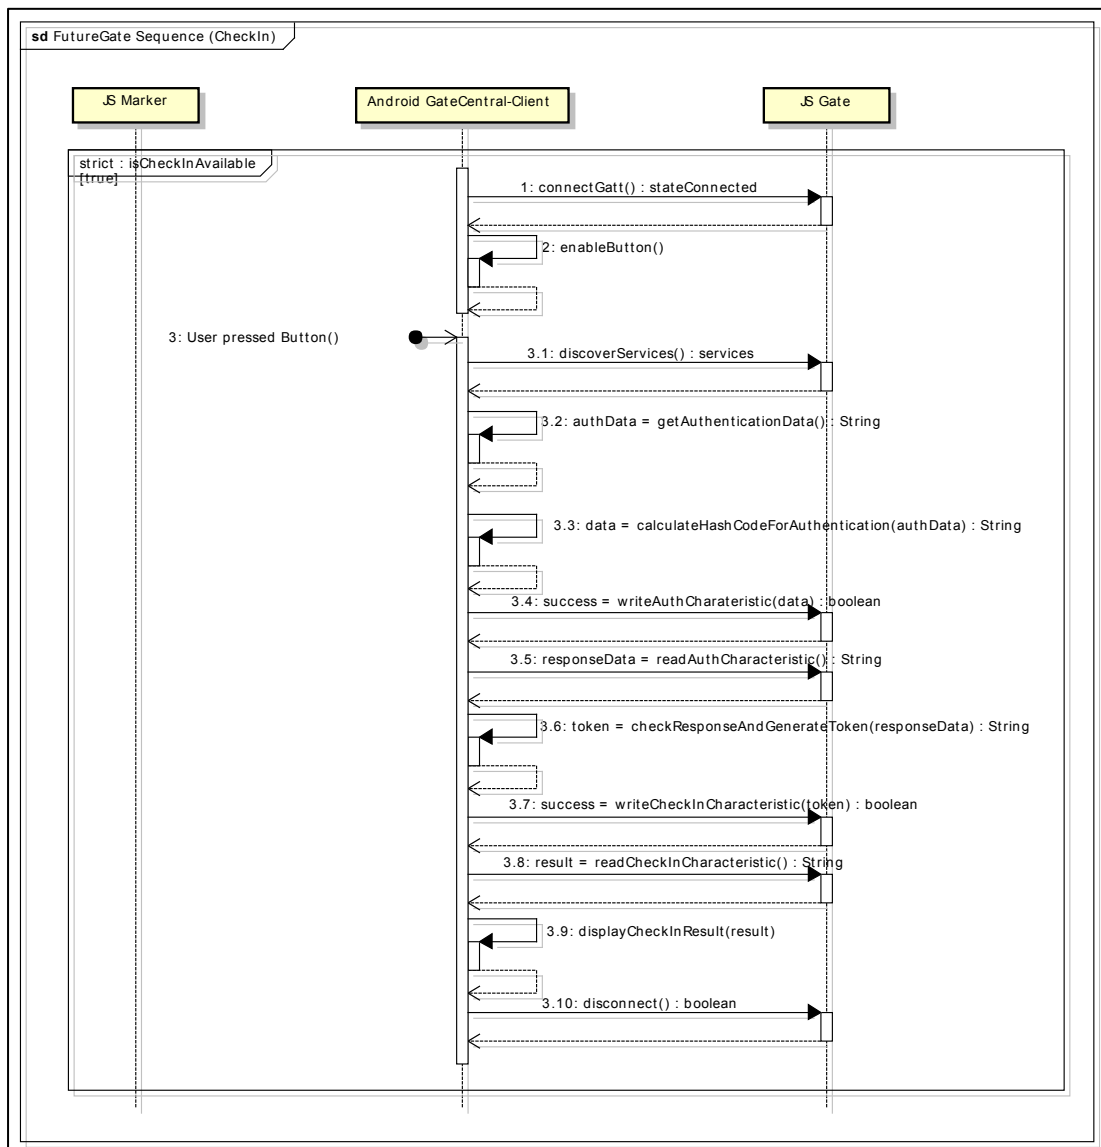 sd FutureGate Sequence (CheckIn)
JS Marker
Android GateCentral-Client
JS Gate
strict : isCheckInAvailable
[true]
1: connectGatt() : stateConnected
2: enableButton()
3: User pressed Button()
3.1: discoverServices() : services
3.2: authData = getAuthenticationData() : String
3.3: data = calculateHashCodeForAuthentication(authData) : String
3.4: success = writeAuthCharateristic(data) : boolean
3.5: responseData = readAuthCharacteristic() : String
3.6: token = checkResponseAndGenerateToken(responseData) : String
3.7: success = writeCheckInCharacteristic(token) : boolean
3.8: result = readCheckInCharacteristic() : String
3.9: displayCheckInResult(result)
3.10: disconnect() : boolean